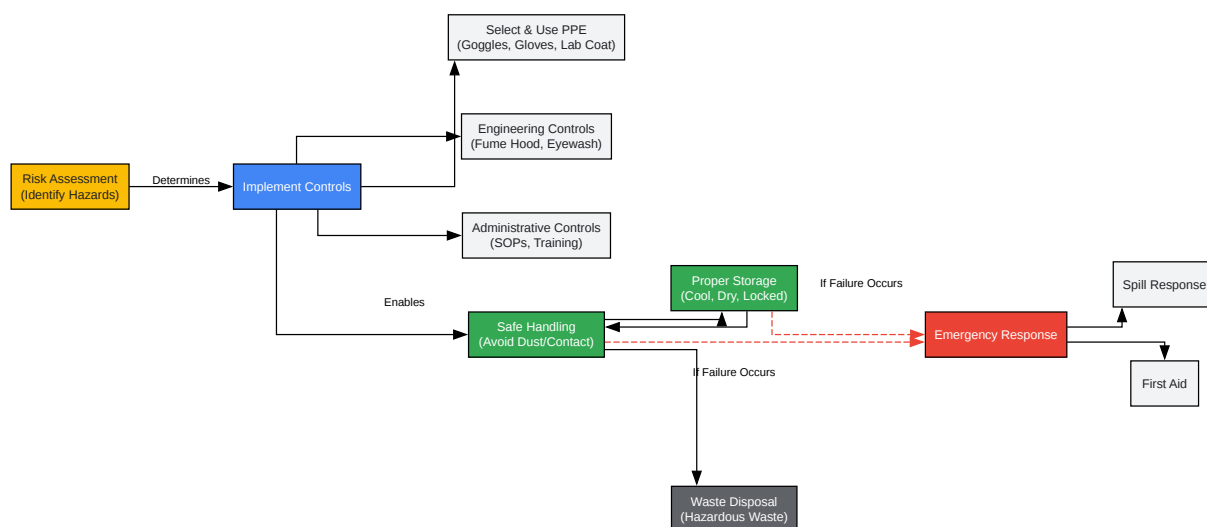 Select & Use PPE
(Goggles, Gloves, Lab Coat)
Engineering Controls
(Fume Hood, Eyewash)
Risk Assessment
(Identify Hazards)
Determines
Implement Controls
Administrative Controls
(SOPs, Training)
Enables
Proper Storage
(Cool, Dry, Locked)
If Failure Occurs
Spill Response
Safe Handling
(Avoid Dust/Contact)
Emergency Response
If Failure Occurs
First Aid
Waste Disposal
(Hazardous Waste)